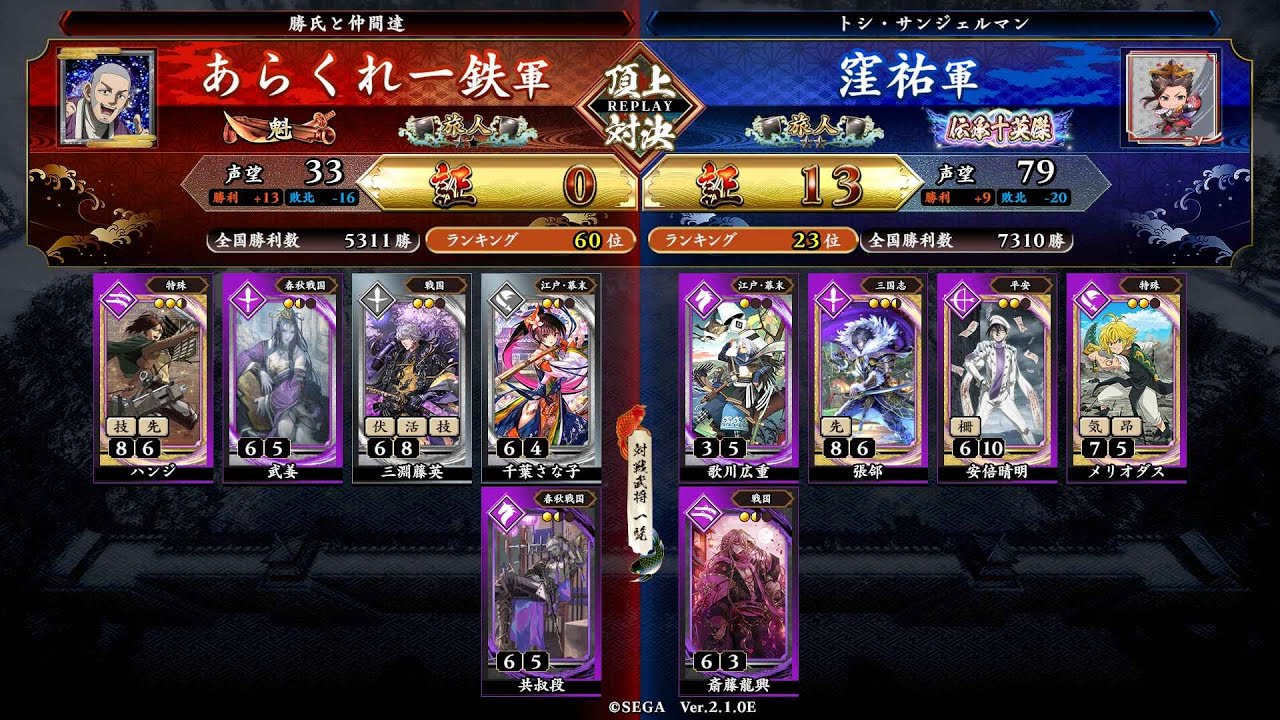 勝氏と仲間達
トシ・サンジェルマン
あらくれ一鉄軍
頂上
REPLAY
対決
窪祐軍
魁
旅人
旅人
伝承十英傑
声望 33
勝利 +13 敗北 -16
証 0
証 13
声望 79
勝利 +9 敗北 -20
全国勝利数 5311勝
ランキング 60位
ランキング 23位
全国勝利数 7310勝
特殊
技 先
8 6
ハンジ
春秋戦国
6 5
武姜
戦国
伏 活 技
6 8
三淵藤英
江戸・幕末
6 4
千葉さな子
江戸・幕末
3 5
歌川広重
三国志
先
8 6
張郃
平安
柵
6 10
安倍晴明
特殊
気 昂
7 5
メリオダス
対戦武将一覧
春秋戦国
6 5
共叔段
戦国
6 3
斎藤龍興
©SEGA Ver.2.1.0E